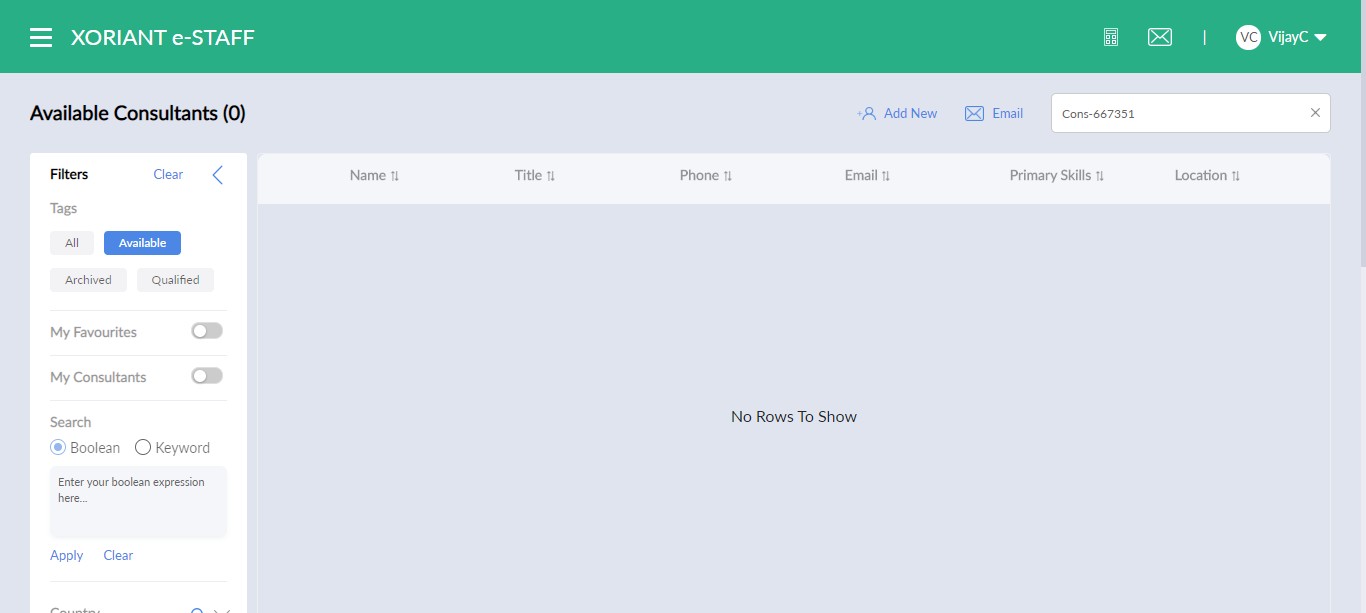 XORIANT e-STAFF
|
VC VijayC
Available Consultants (0)
Add New
Email
Cons-667351
Filters
Clear
Tags
All
Available
Archived
Qualified
My Favourites
My Consultants
Search
Boolean
Keyword
Enter your boolean expression
here...
Apply
Clear
Country
Name
Title
Phone
Email
Primary Skills
Location
No Rows To Show